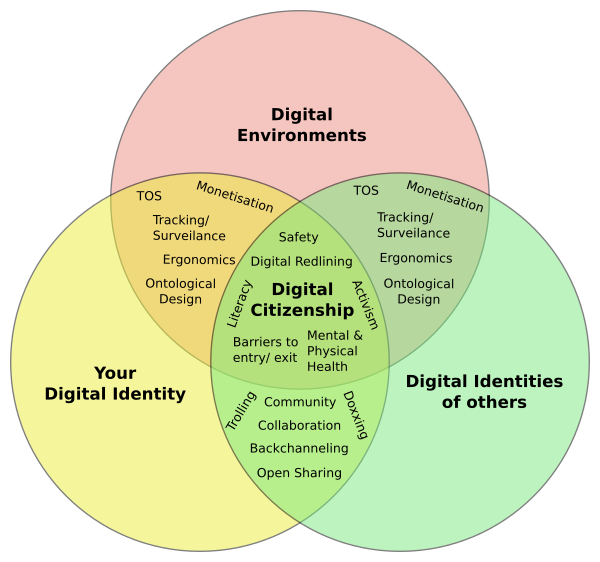 Digital
Environments
TOS
Monetisation
Tracking/
Surveilance
Ergonomics
Ontological
Design
TOS
Monetisation
Tracking/
Surveillance
Ergonomics
Ontological
Design
Safety
Digital Redlining
Literacy
Digital
Citizenship
Activism
Barriers to
entry/ exit
Mental &
Physical
Health
Your
Digital Identity
Digital Identities
of others
Trolling
Community
Doxxing
Collaboration
Backchanneling
Open Sharing